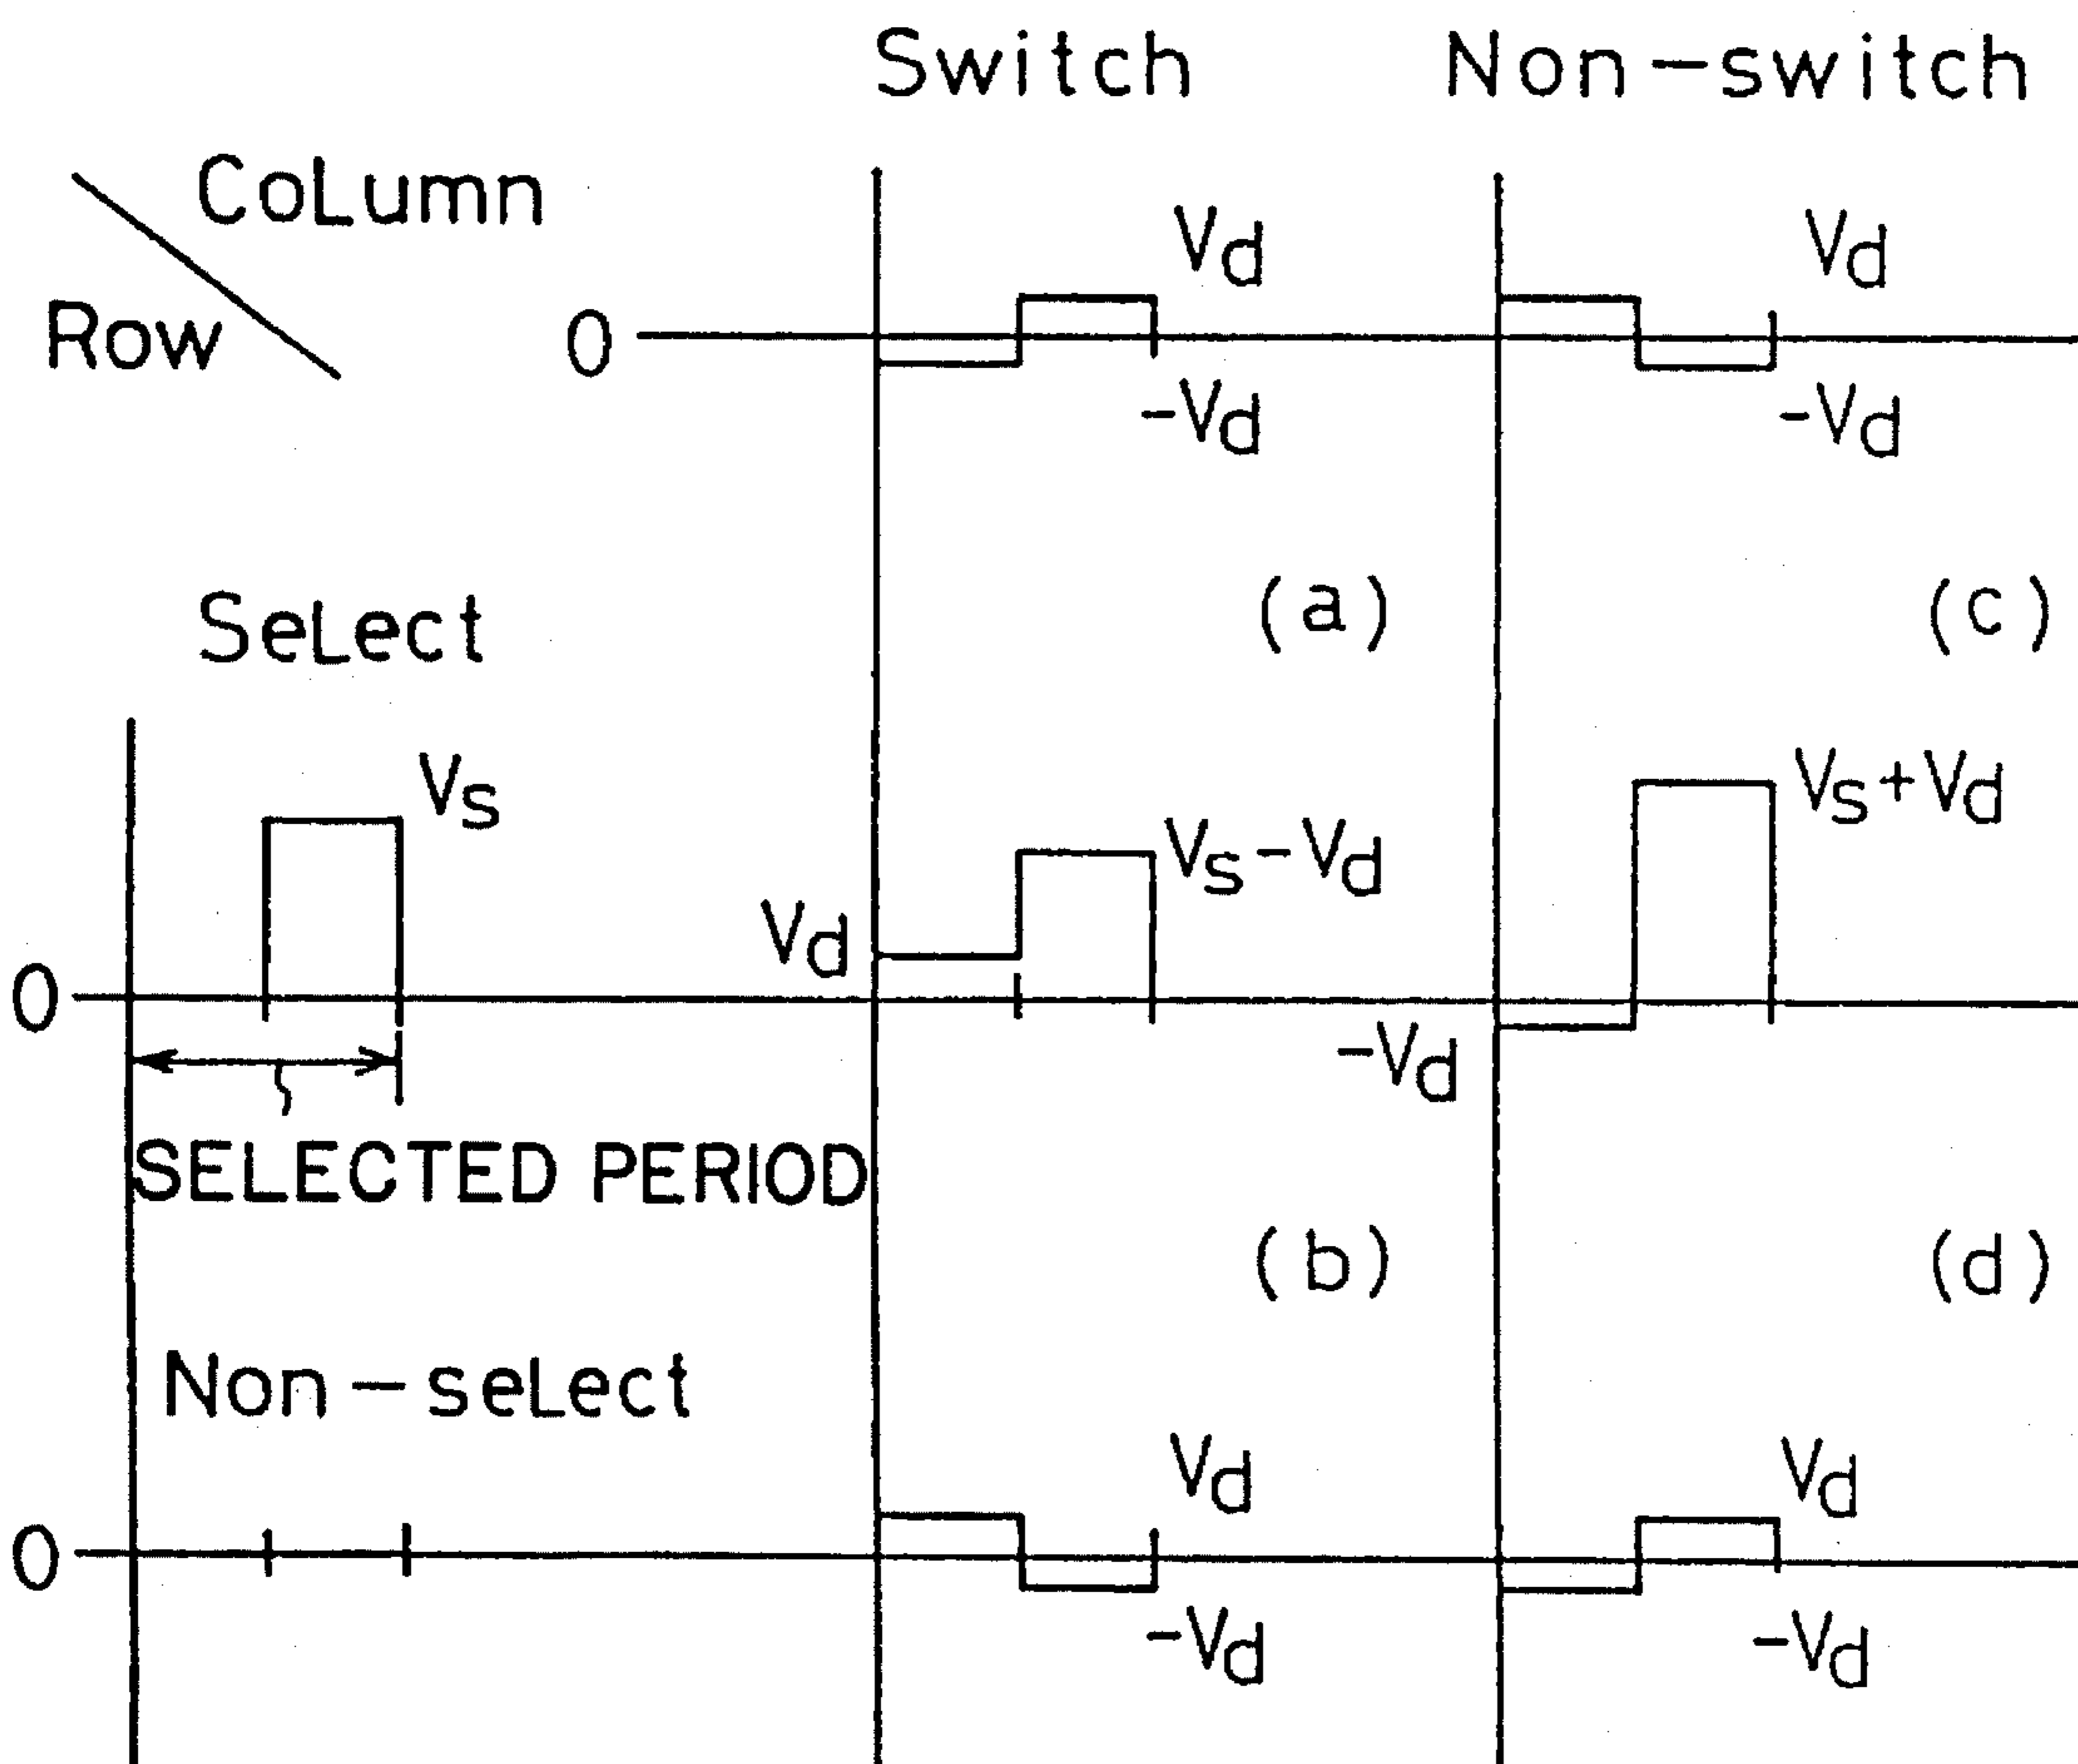 Switch Non-switch
CoLumn
Row
0
Vd
-Vd
Vd
-Vd
(a)
(c)
SeLect
Vs
Vd
Vs-Vd
Vs+Vd
-Vd
0
SELECTED PERIOD
(b)
(d)
Non-seLect
0
Vd
-Vd
Vd
-Vd